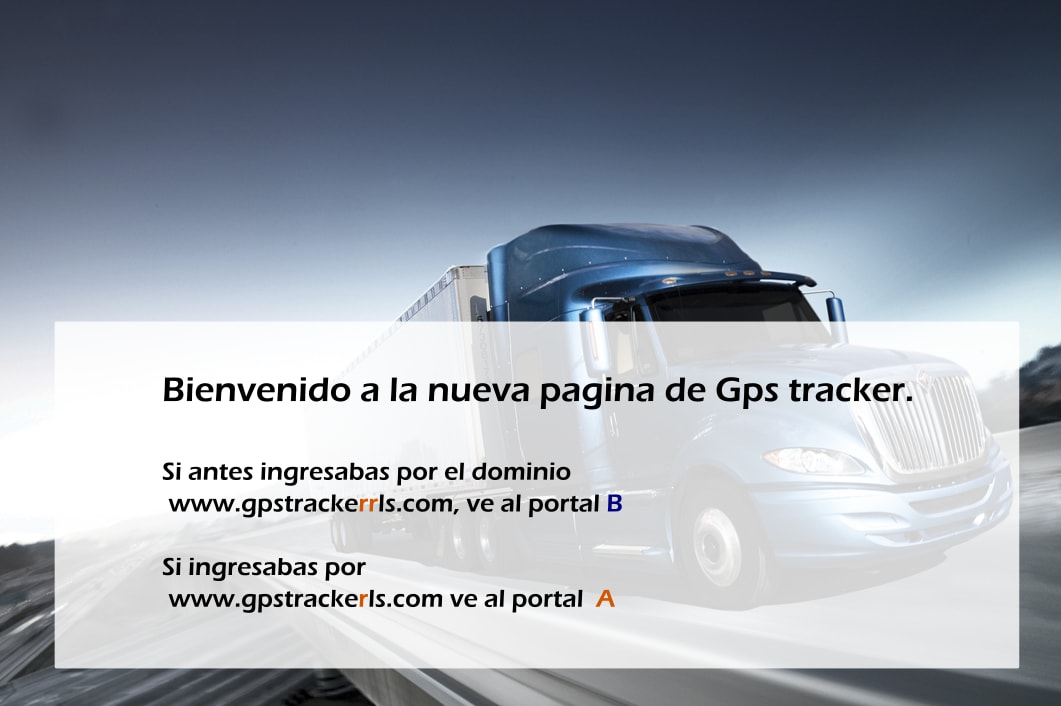 Bienvenido a la nueva pagina de Gps tracker.
Si antes ingresabas por el dominio
www.gpstrackerrls.com, ve al portal B
Si ingresabas por
www.gpstrackerls.com ve al portal A